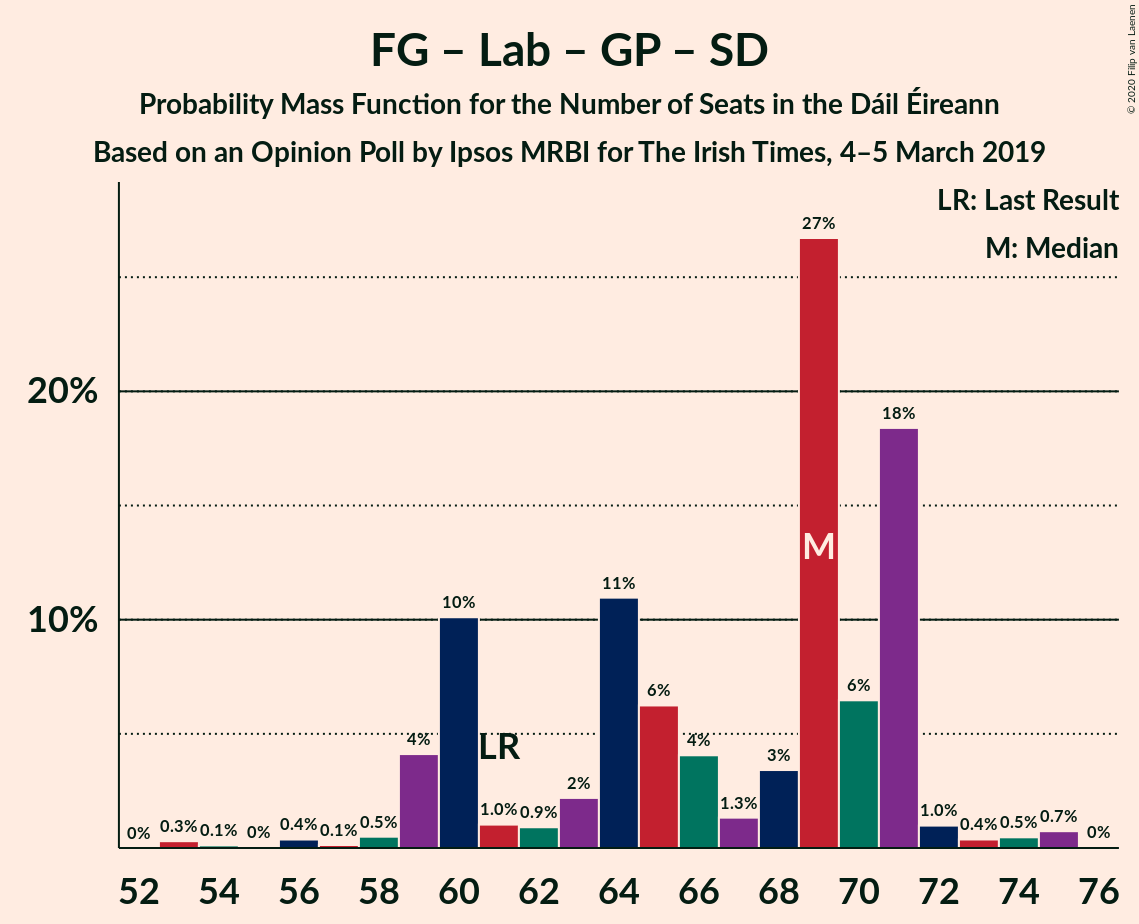 FG – Lab – GP – SD
Probability Mass Function for the Number of Seats in the Dáil Éireann
Based on an Opinion Poll by Ipsos MRBI for The Irish Times, 4–5 March 2019
© 2020 Filip van Laenen
LR: Last Result
M: Median
27%
20%
18%
M
11%
10%
10%
6%
6%
LR
4%
4%
3%
2%
1.3%
1.0%
0.9%
1.0%
0% 0.3% 0.1% 0% 0.4% 0.1% 0.5%
0.4% 0.5% 0.7% 0%
52 54 56 58 60 62 64 66 68 70 72 74 76